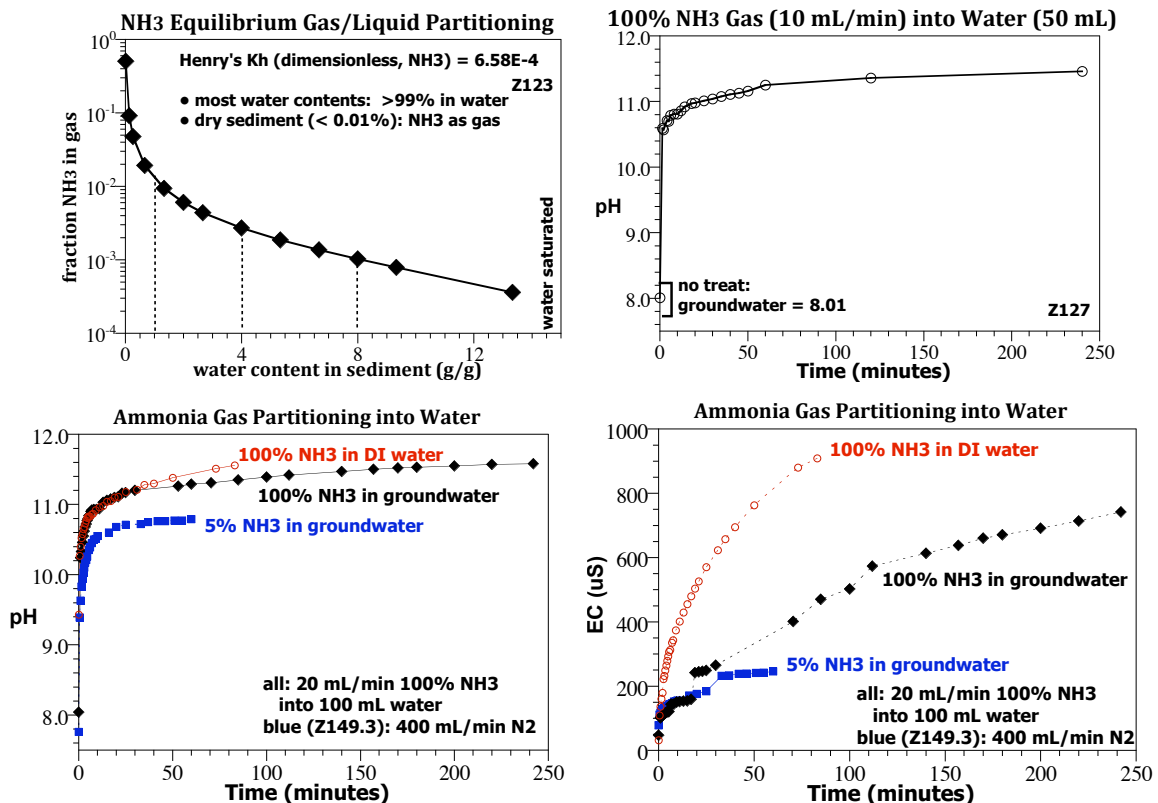 NH3 Equilibrium Gas/Liquid Partitioning
Henry's Kh (dimensionless, NH3) = 6.58E-4
Z123
● most water contents: >99% in water
● dry sediment (< 0.01%): NH3 as gas
fraction NH3 in gas
10^0
10^-1
10^-2
10^-3
10^-4
water saturated
0 4 8 12
water content in sediment (g/g)
100% NH3 Gas (10 mL/min) into Water (50 mL)
12.0
11.0
10.0
pH
9.0
8.0
no treat:
groundwater = 8.01
Z127
0 50 100 150 200 250
Time (minutes)
Ammonia Gas Partitioning into Water
12.0
11.0
10.0
pH
9.0
8.0
100% NH3 in DI water
100% NH3 in groundwater
5% NH3 in groundwater
all: 20 mL/min 100% NH3
into 100 mL water
blue (Z149.3): 400 mL/min N2
0 50 100 150 200 250
Time (minutes)
Ammonia Gas Partitioning into Water
1000
800
600
400
200
0
EC (uS)
100% NH3 in DI water
100% NH3 in groundwater
5% NH3 in groundwater
all: 20 mL/min 100% NH3
into 100 mL water
blue (Z149.3): 400 mL/min N2
0 50 100 150 200 250
Time (minutes)